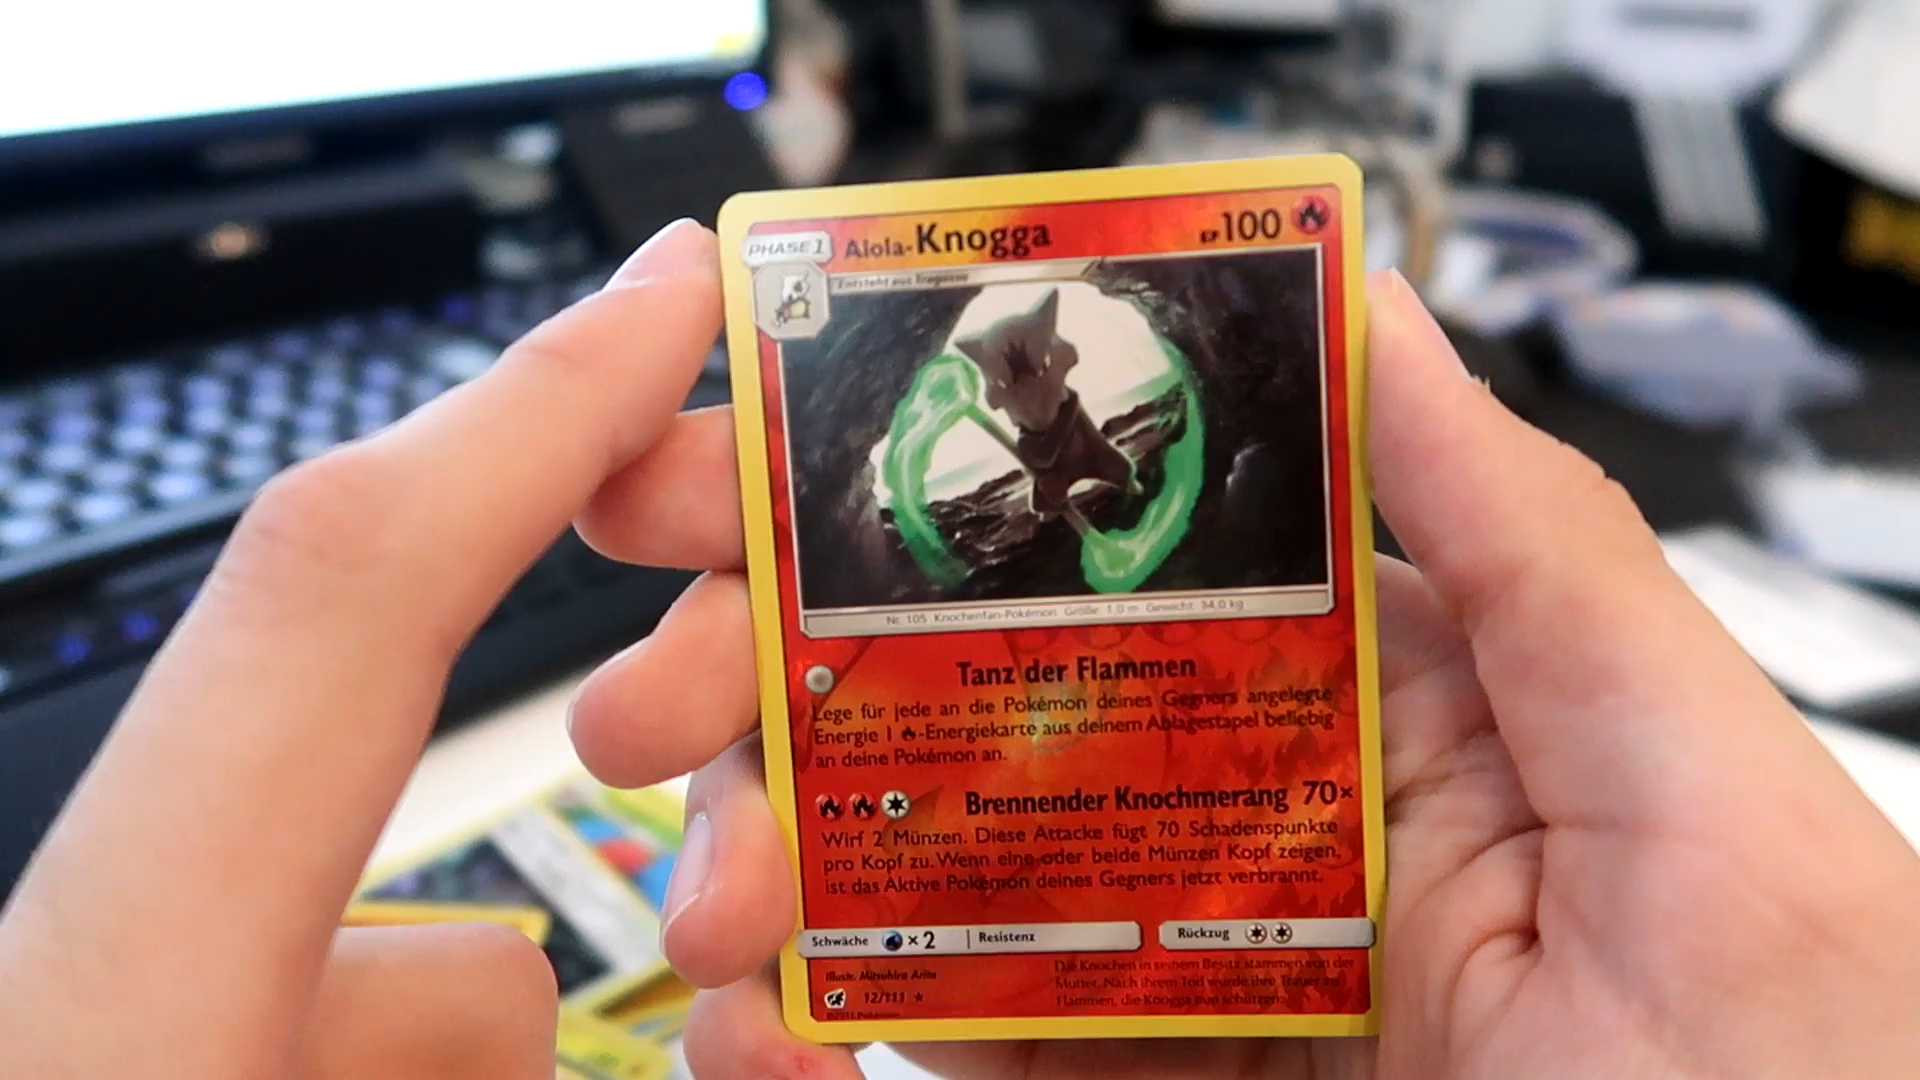 PHASE 1
Alola-Knogga
KP 100
Entsteht aus Tragosso
Nr. 105 Knochenfan-Pokémon Größe: 1,0 m Gewicht: 34,0 kg
Tanz der Flammen
Lege für jede an die Pokémon deines Gegners angelegte
Energie 1 -Energiekarte aus deinem Ablagestapel beliebig
an deine Pokémon an.
Brennender Knochmerang 70×
Wirf 2 Münzen. Diese Attacke fügt 70 Schadenspunkte
pro Kopf zu. Wenn eine oder beide Münzen Kopf zeigen,
ist das Aktive Pokémon deines Gegners jetzt verbrannt.
Schwäche ×2 Resistenz Rückzug
Illustr. Mitsuhiro Arita
12/111
Die Knochen in seinem Besitz stammen von der
Mutter. Nach ihrem Tod wurde ihre Trauer zu
Flammen, die Knogga nun schützen.
©2017 Pokémon